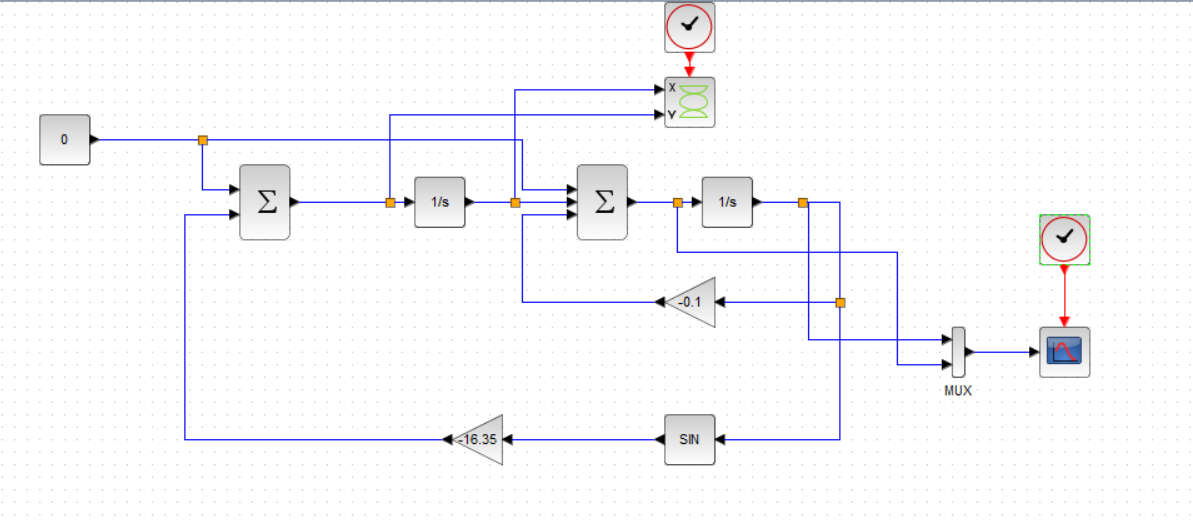 X
Y
0
Σ
1/s
Σ
1/s
-0.1
MUX
-16.35
SIN